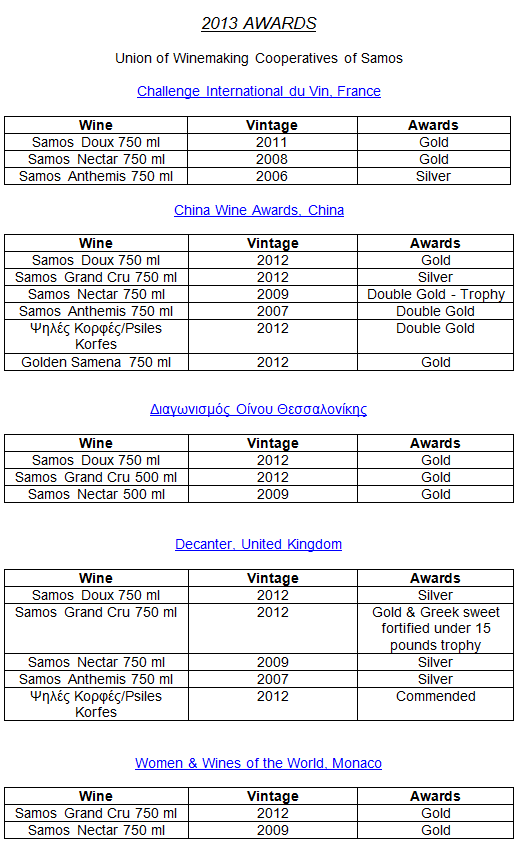 2013 AWARDS
Union of Winemaking Cooperatives of Samos
Challenge International du Vin, France
Wine Vintage Awards
Samos Doux 750 ml 2011 Gold
Samos Nectar 750 ml 2008 Gold
Samos Anthemis 750 ml 2006 Silver
China Wine Awards, China
Wine Vintage Awards
Samos Doux 750 ml 2012 Gold
Samos Grand Cru 750 ml 2012 Silver
Samos Nectar 750 ml 2009 Double Gold - Trophy
Samos Anthemis 750 ml 2007 Double Gold
Ψηλές Κορφές/Psiles 2012 Double Gold
Korfes
Golden Samena 750 ml 2012 Gold
Διαγωνισμός Οίνου Θεσσαλονίκης
Wine Vintage Awards
Samos Doux 750 ml 2012 Gold
Samos Grand Cru 500 ml 2012 Gold
Samos Nectar 500 ml 2009 Gold
Decanter, United Kingdom
Wine Vintage Awards
Samos Doux 750 ml 2012 Silver
Samos Grand Cru 750 ml 2012 Gold & Greek sweet
fortified under 15
pounds trophy
Samos Nectar 750 ml 2009 Silver
Samos Anthemis 750 ml 2007 Silver
Ψηλές Κορφές/Psiles 2012 Commended
Korfes
Women & Wines of the World, Monaco
Wine Vintage Awards
Samos Grand Cru 750 ml 2012 Gold
Samos Nectar 750 ml 2009 Gold